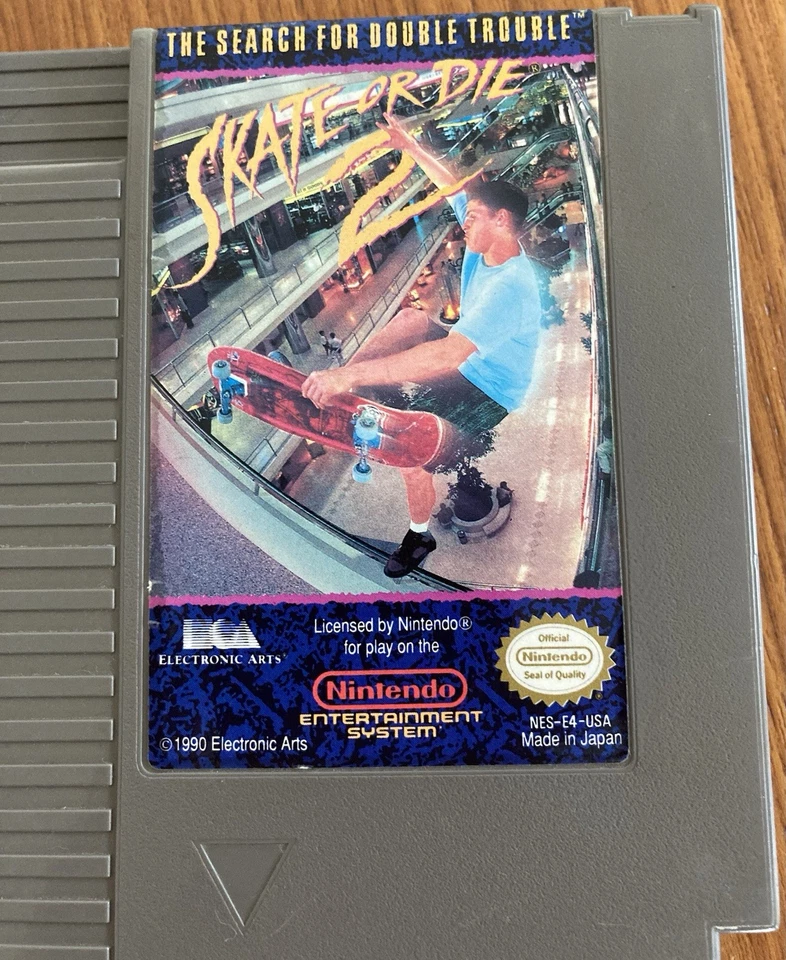 THE SEARCH FOR DOUBLE TROUBLE™
SKATE OR DIE®
2
Licensed by Nintendo®
for play on the
EA
ELECTRONIC ARTS®
Nintendo®
ENTERTAINMENT
SYSTEM®
Official
Nintendo®
Seal of Quality
©1990 Electronic Arts
NES-E4-USA
Made in Japan